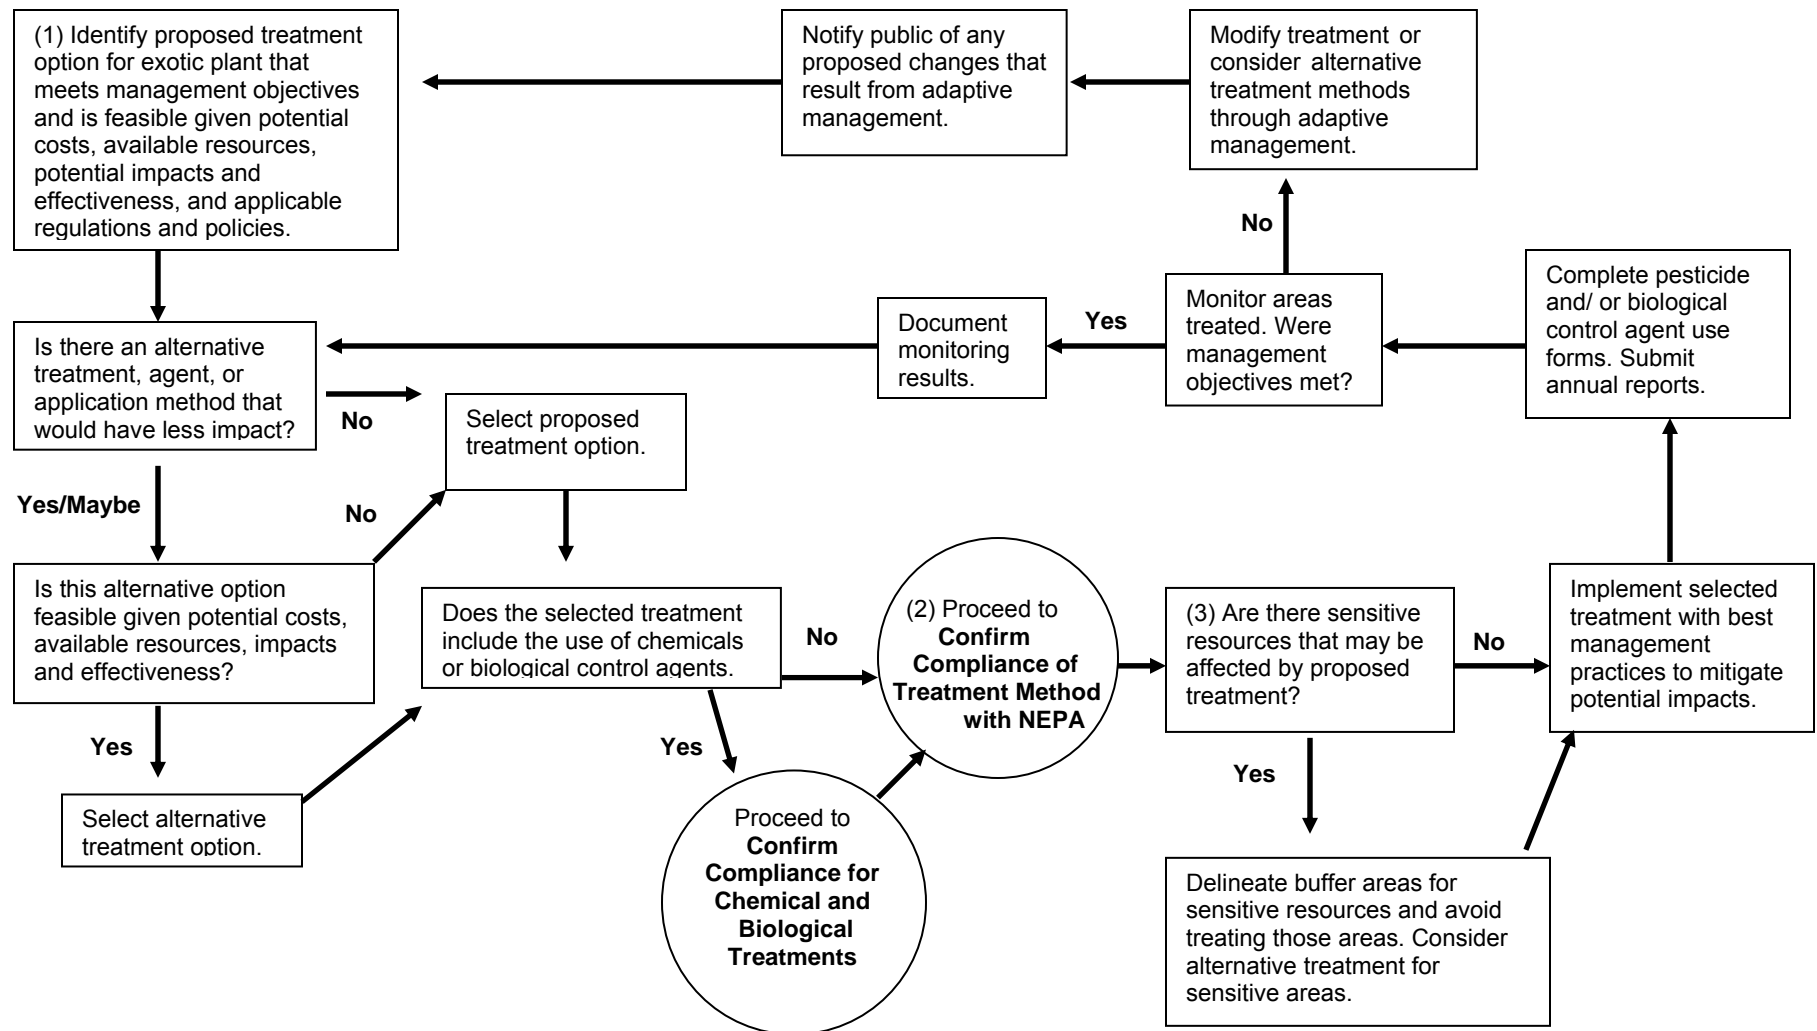 (1) Identify proposed treatment
option for exotic plant that
meets management objectives
and is feasible given potential
costs, available resources,
potential impacts and
effectiveness, and applicable
regulations and policies.
Notify public of any
proposed changes that
result from adaptive
management.
Modify treatment or
consider alternative
treatment methods
through adaptive
management.
No
Is there an alternative
treatment, agent, or
application method that
would have less impact?
No
Document
monitoring
results.
Yes
Monitor areas
treated. Were
management
objectives met?
Complete pesticide
and/ or biological
control agent use
forms. Submit
annual reports.
Select proposed
treatment option.
Yes/Maybe
No
Is this alternative option
feasible given potential costs,
available resources, impacts
and effectiveness?
Does the selected treatment
include the use of chemicals
or biological control agents.
No
(2) Proceed to
Confirm
Compliance of
Treatment Method
with NEPA
(3) Are there sensitive
resources that may be
affected by proposed
treatment?
No
Implement selected
treatment with best
management
practices to mitigate
potential impacts.
Yes
Yes
Yes
Select alternative
treatment option.
Proceed to
Confirm
Compliance for
Chemical and
Biological
Treatments
Delineate buffer areas for
sensitive resources and avoid
treating those areas. Consider
alternative treatment for
sensitive areas.